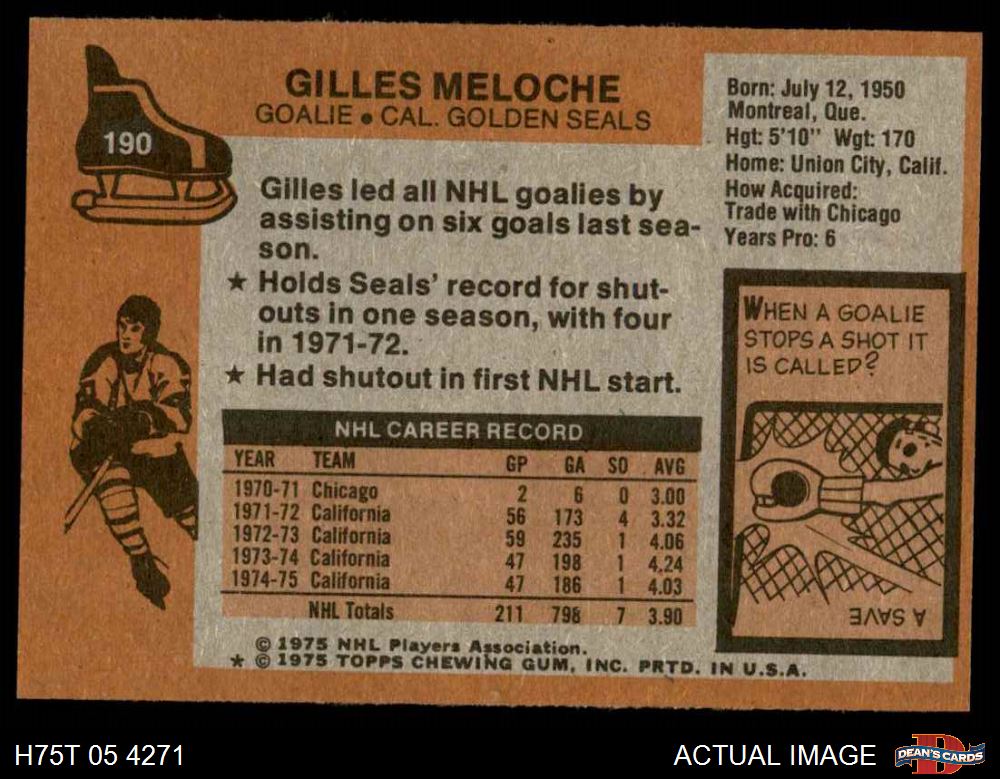 190
GILLES MELOCHE
GOALIE • CAL. GOLDEN SEALS
Gilles led all NHL goalies by
assisting on six goals last sea-
son.
★ Holds Seals' record for shut-
outs in one season, with four
in 1971-72.
★ Had shutout in first NHL start.
NHL CAREER RECORD
YEAR TEAM GP GA SO AVG
1970-71 Chicago 2 6 0 3.00
1971-72 California 56 173 4 3.32
1972-73 California 59 235 1 4.06
1973-74 California 47 198 1 4.24
1974-75 California 47 186 1 4.03
NHL Totals 211 798 7 3.90
© 1975 NHL Players Association.
★ © 1975 TOPPS CHEWING GUM, INC. PRTD. IN U.S.A.
Born: July 12, 1950
Montreal, Que.
Hgt: 5'10" Wgt: 170
Home: Union City, Calif.
How Acquired:
Trade with Chicago
Years Pro: 6
WHEN A GOALIE
STOPS A SHOT IT
IS CALLED?
A SAVE
H75T 05 4271
ACTUAL IMAGE
D
DEAN'S CARDS